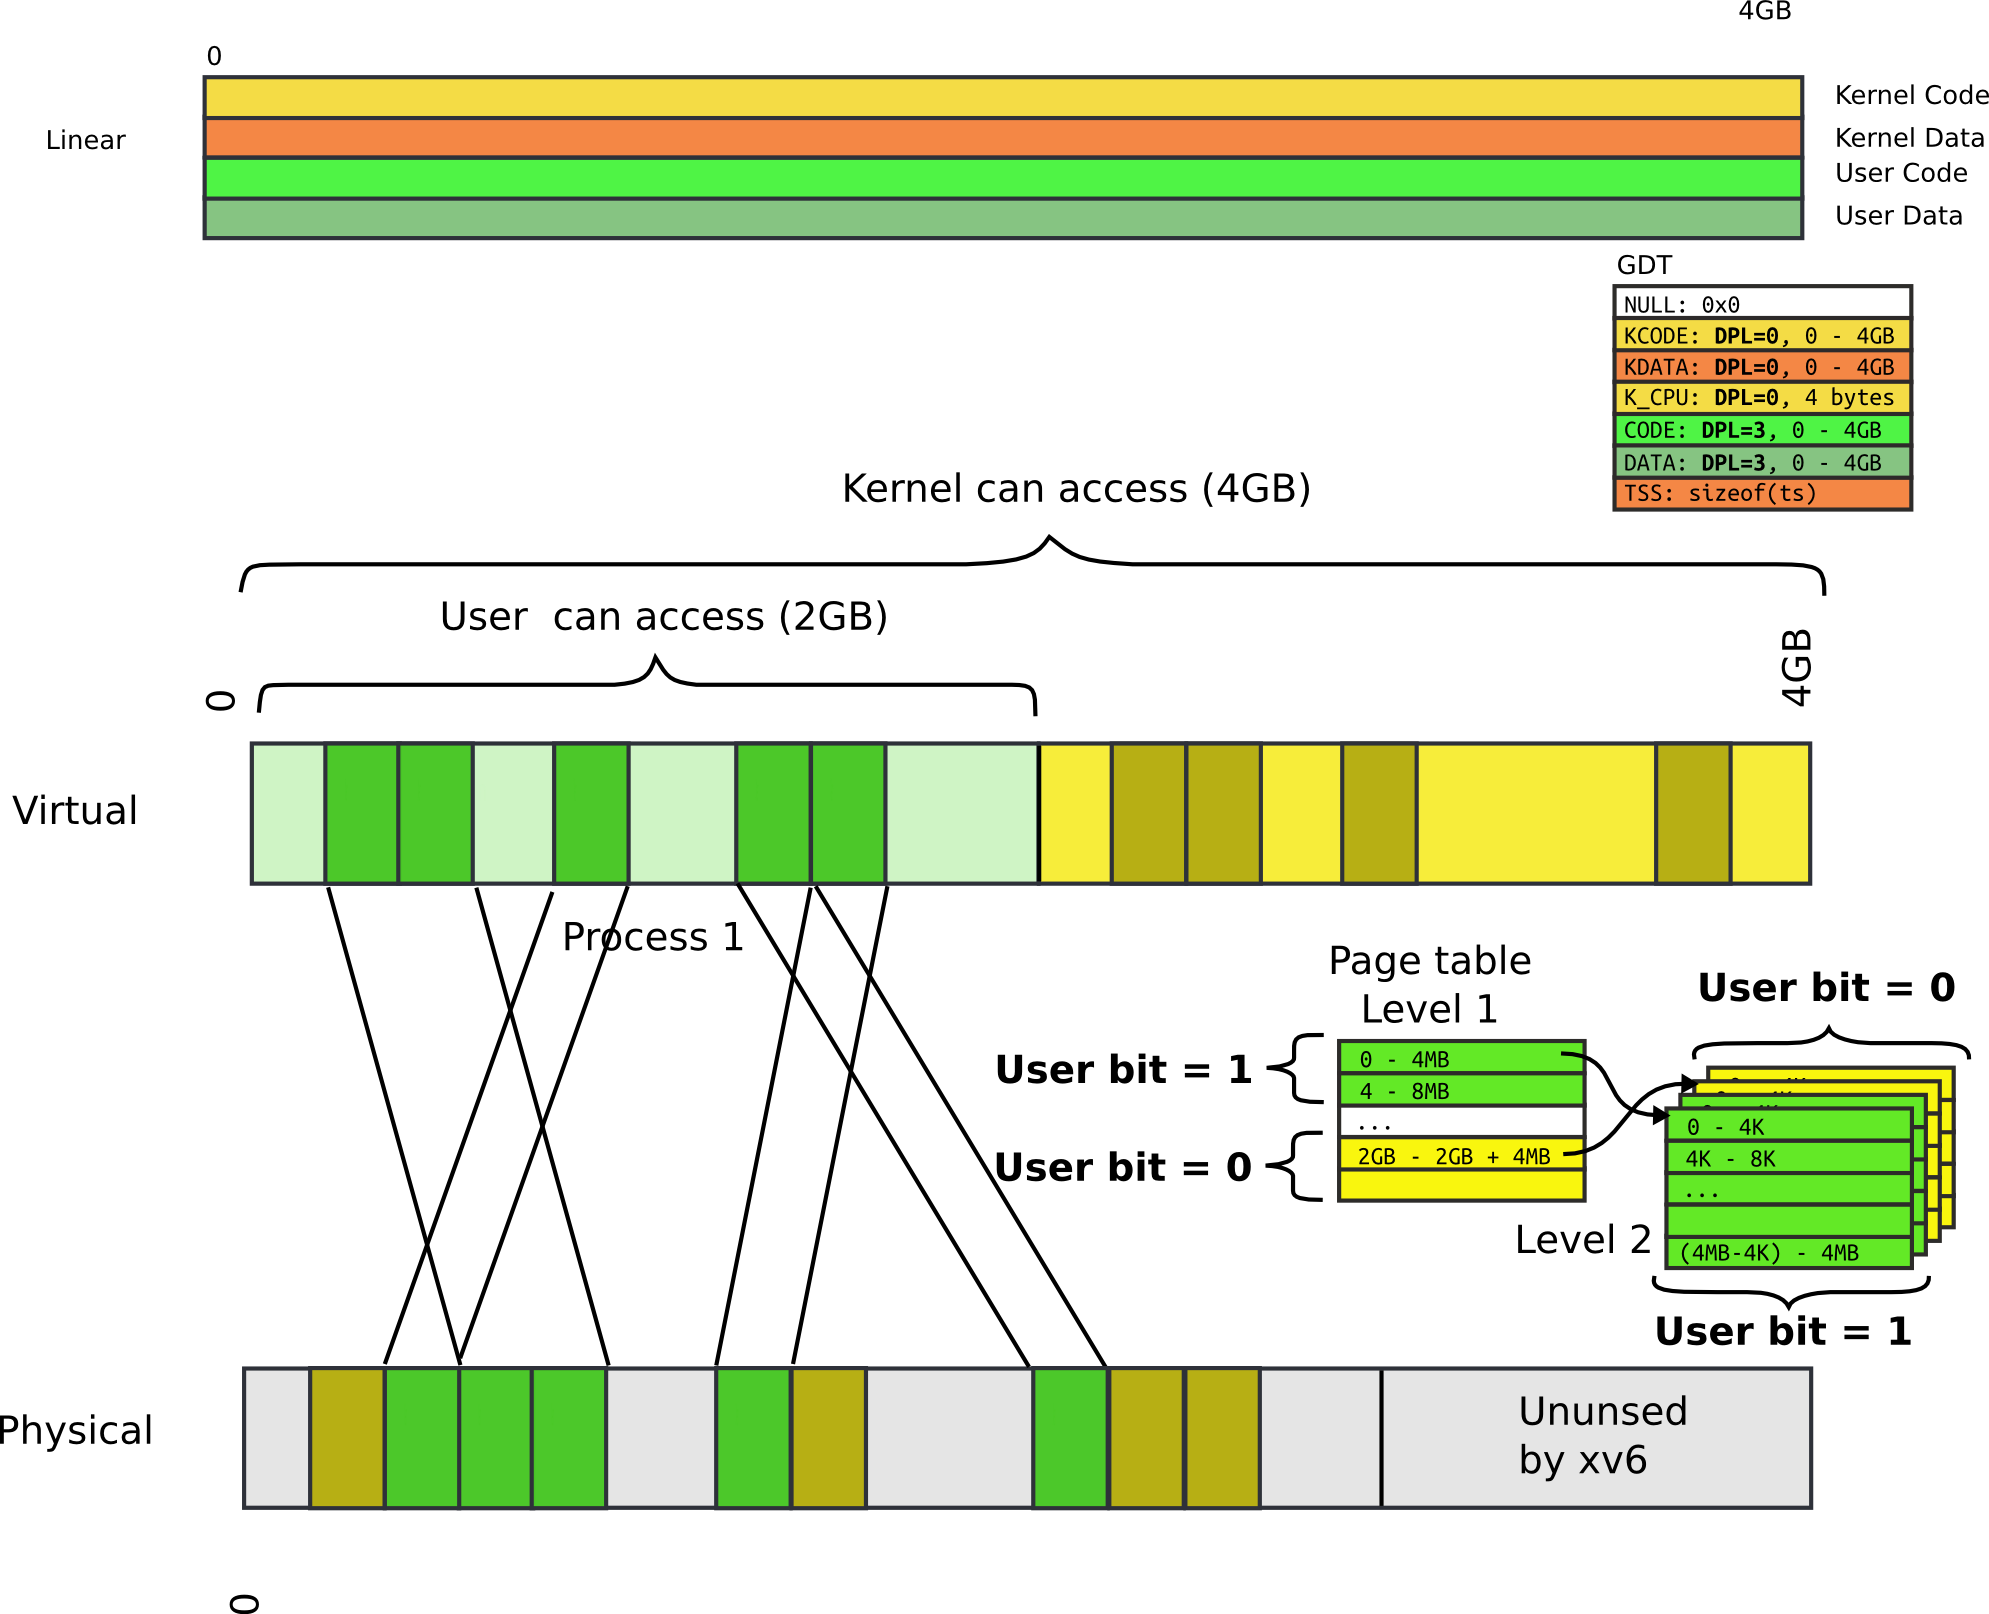 4GB
0
Linear
Kernel Code
Kernel Data
User Code
User Data
GDT
NULL: 0x0
KCODE: DPL=0, 0 - 4GB
KDATA: DPL=0, 0 - 4GB
K_CPU: DPL=0, 4 bytes
CODE: DPL=3, 0 - 4GB
DATA: DPL=3, 0 - 4GB
TSS: sizeof(ts)
Kernel can access (4GB)
User  can access (2GB)
0
4GB
Virtual
Process 1
Page table
Level 1
User bit = 1
0 - 4MB
4 - 8MB
...
User bit = 0
2GB - 2GB + 4MB
User bit = 0
0 - 4K
4K - 8K
...
(4MB-4K) - 4MB
Level 2
User bit = 1
Physical
Ununsed
by xv6
0